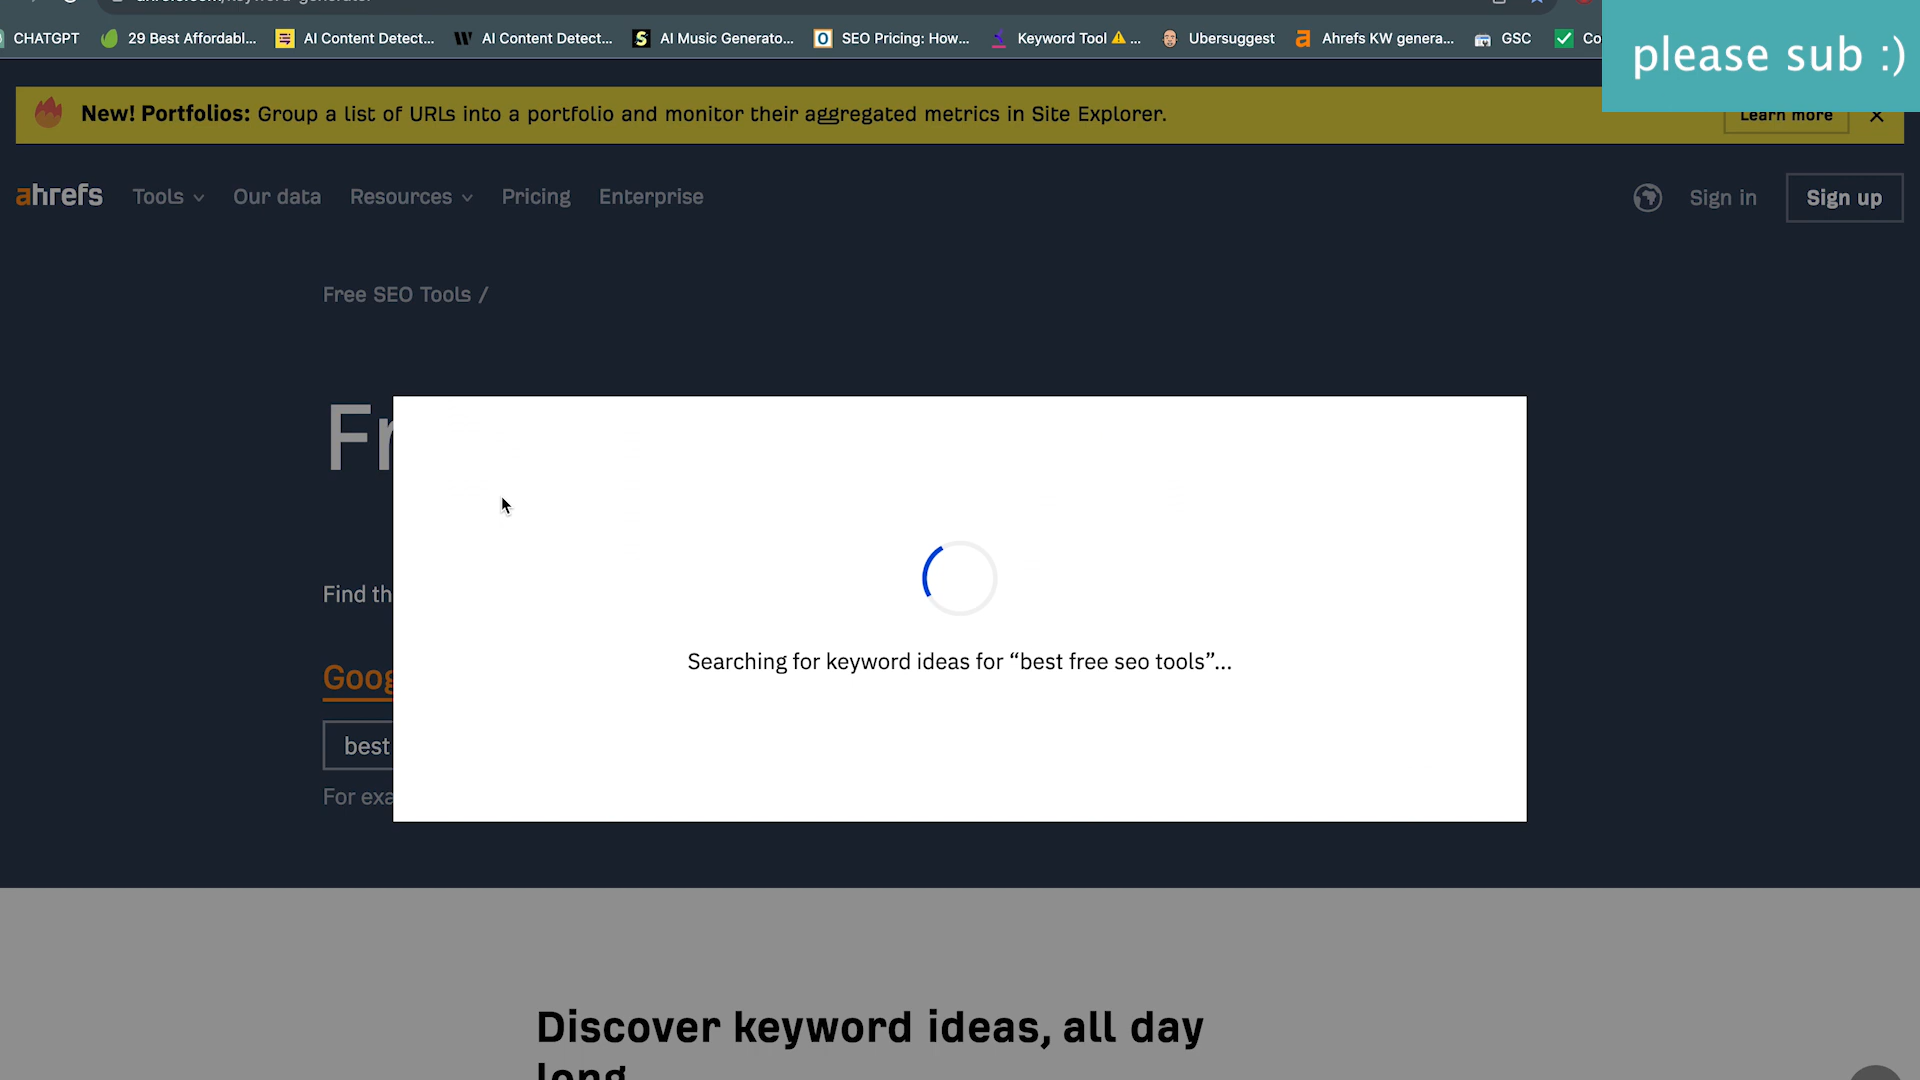 CHATGPT
29 Best Affordabl...
AI Content Detect...
AI Content Detect...
AI Music Generato...
SEO Pricing: How...
Keyword Tool ...
Ubersuggest
Ahrefs KW genera...
GSC
Co
please sub :)
New! Portfolios: Group a list of URLs into a portfolio and monitor their aggregated metrics in Site Explorer.
Learn more
ahrefs
Tools
Our data
Resources
Pricing
Enterprise
Sign in
Sign up
Free SEO Tools /
Fr
Find th
Goog
best
For exa
Searching for keyword ideas for “best free seo tools”...
Discover keyword ideas, all day
long